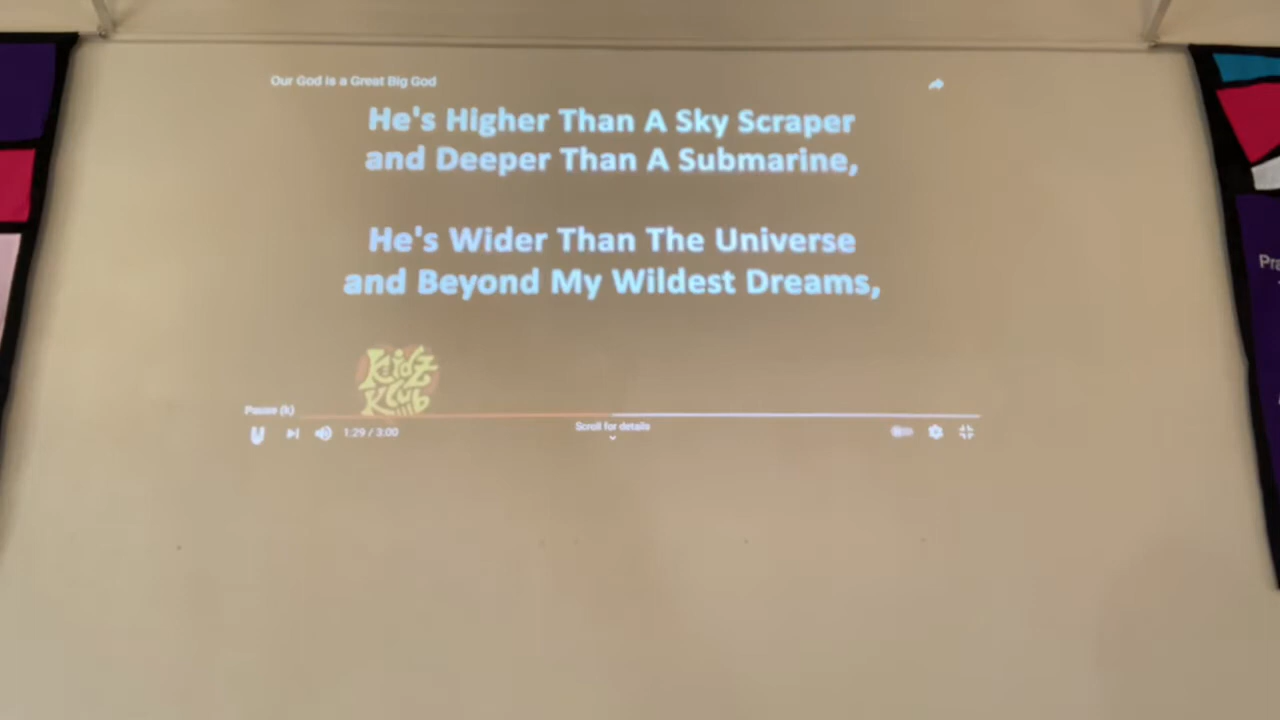 Our God is a Great Big God
He's Higher Than A Sky Scraper
and Deeper Than A Submarine,
He's Wider Than The Universe
and Beyond My Wildest Dreams,
Kidz
Klub
Pause (k)
1:29 / 3:00
Scroll for details